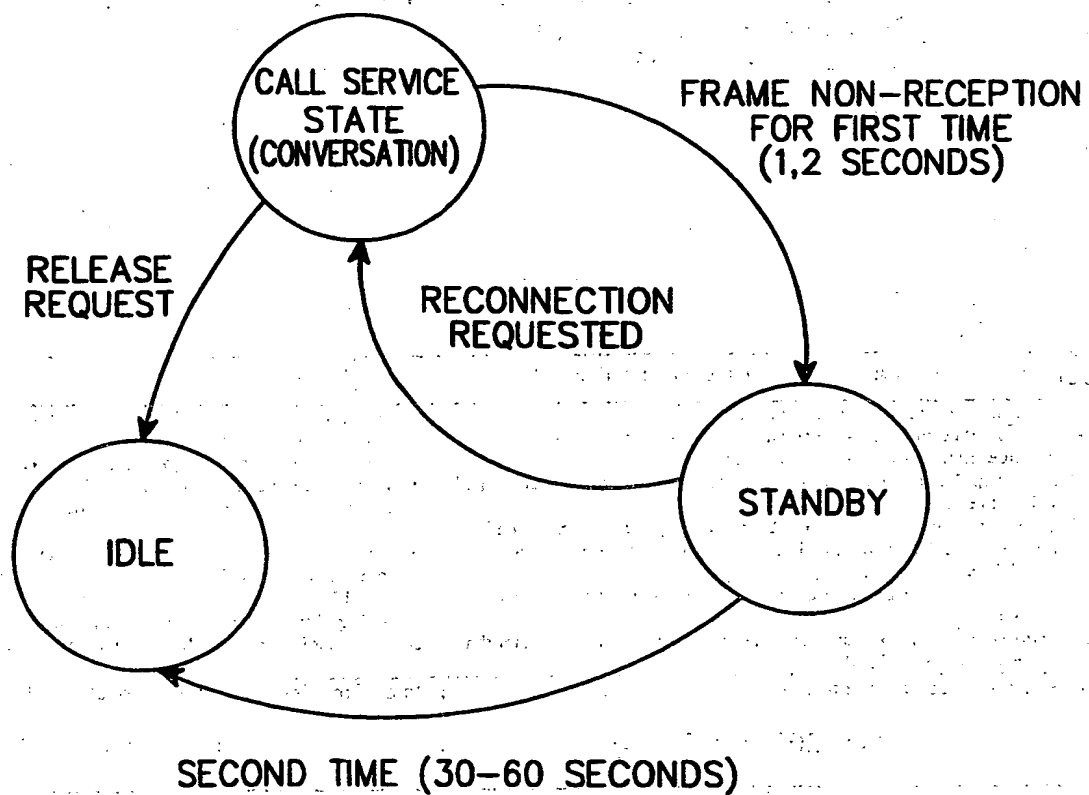 CALL SERVICE
STATE
(CONVERSATION)
FRAME NON-RECEPTION
FOR FIRST TIME
(1,2 SECONDS)
RELEASE
REQUEST
RECONNECTION
REQUESTED
STANDBY
IDLE
SECOND TIME (30-60 SECONDS)